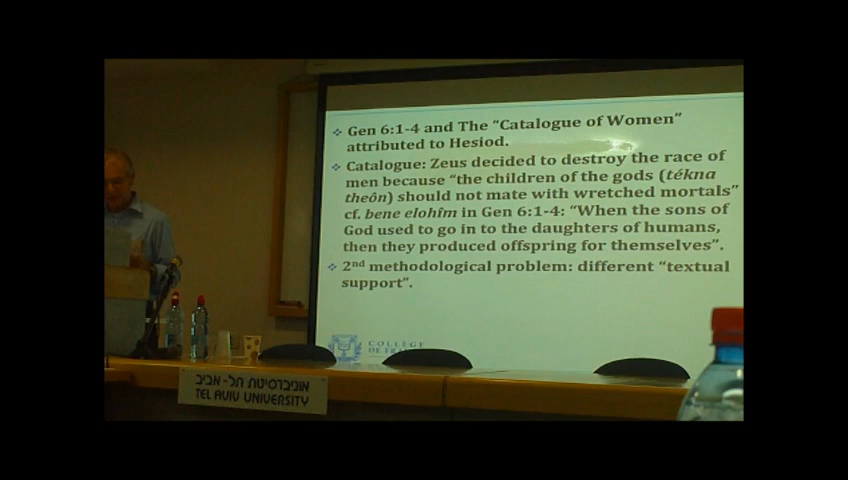 ❖ Gen 6:1-4 and The “Catalogue of Women”
attributed to Hesiod.
❖ Catalogue: Zeus decided to destroy the race of
men because “the children of the gods (tékna
theôn) should not mate with wretched mortals”
cf. bene elohîm in Gen 6:1-4: “When the sons of
God used to go in to the daughters of humans,
then they produced offspring for themselves”.
❖ 2nd methodological problem: different “textual
support”.
COLLÈGE
DE
אוניברסיטת תל-אביב
TEL AVIV UNIVERSITY